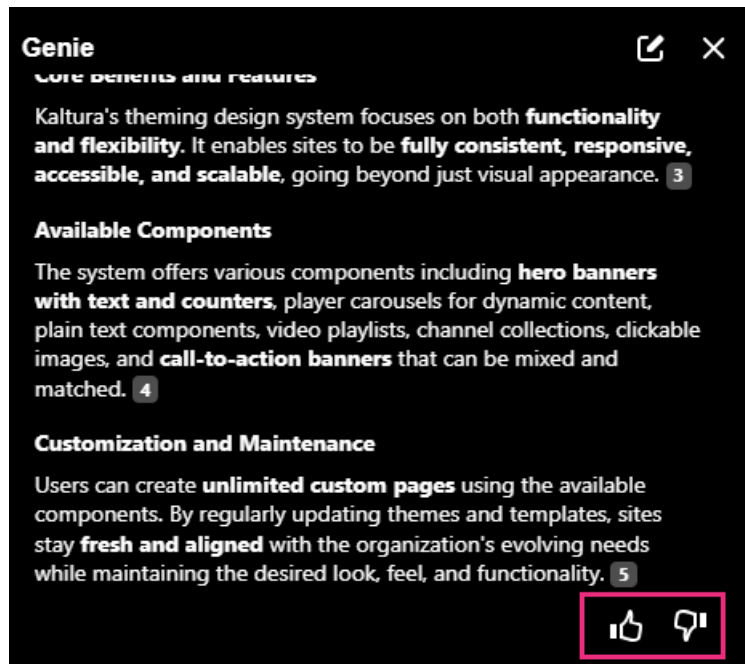 Genie
Core Benefits and Features
Kaltura's theming design system focuses on both functionality
and flexibility. It enables sites to be fully consistent, responsive,
accessible, and scalable, going beyond just visual appearance. 3
Available Components
The system offers various components including hero banners
with text and counters, player carousels for dynamic content,
plain text components, video playlists, channel collections, clickable
images, and call-to-action banners that can be mixed and
matched. 4
Customization and Maintenance
Users can create unlimited custom pages using the available
components. By regularly updating themes and templates, sites
stay fresh and aligned with the organization's evolving needs
while maintaining the desired look, feel, and functionality. 5